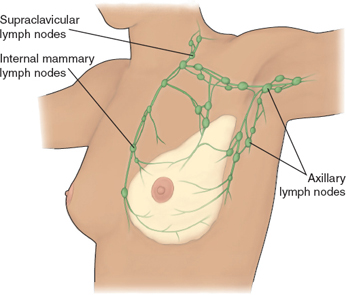 Supraclavicular
lymph nodes
Internal mammary
lymph nodes
Axillary
lymph nodes